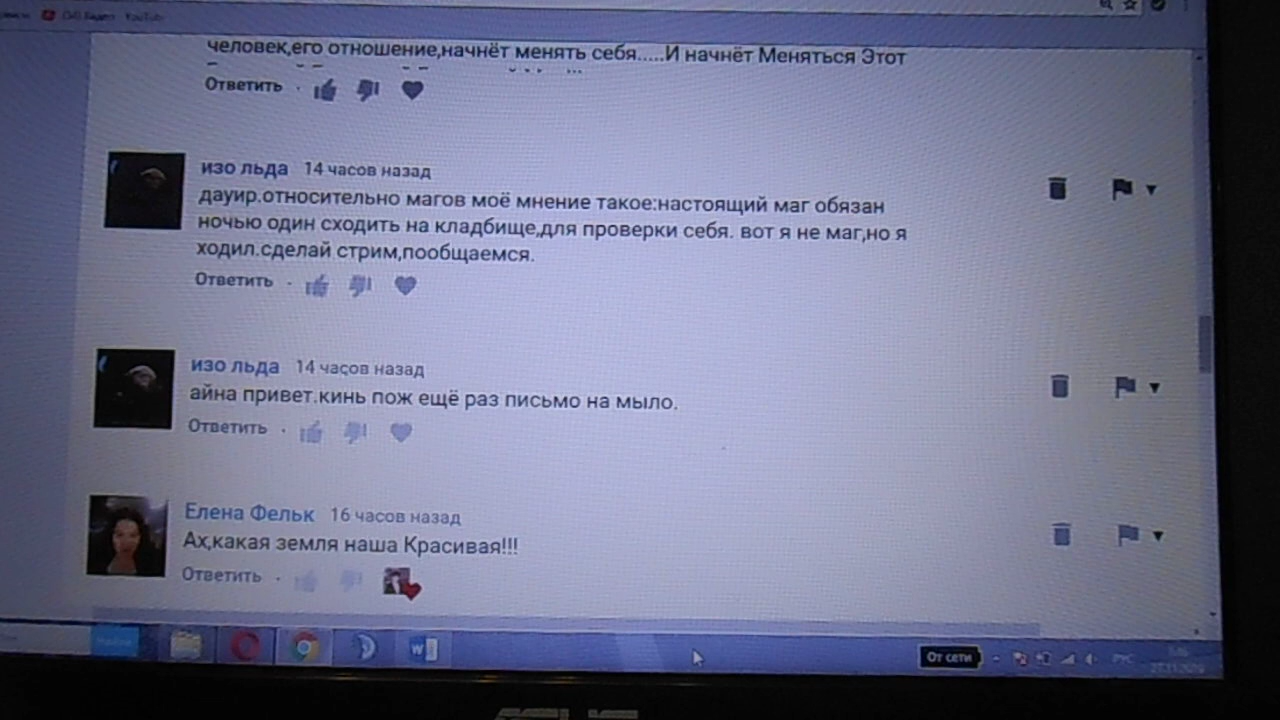 YouTube
человек,его отношение,начнёт менять себя.....И начнёт Меняться Этот
Ответить
изо льда 14 часов назад
дауир.относительно магов моё мнение такое:настоящий маг обязан
ночью один сходить на кладбище,для проверки себя. вот я не маг,но я
ходил.сделай стрим,пообщаемся.
Ответить
изо льда 14 часов назад
айна привет.кинь пож ещё раз письмо на мыло.
Ответить
Елена Фельк 16 часов назад
Ах,какая земля наша Красивая!!!
Ответить
От сети
РУС